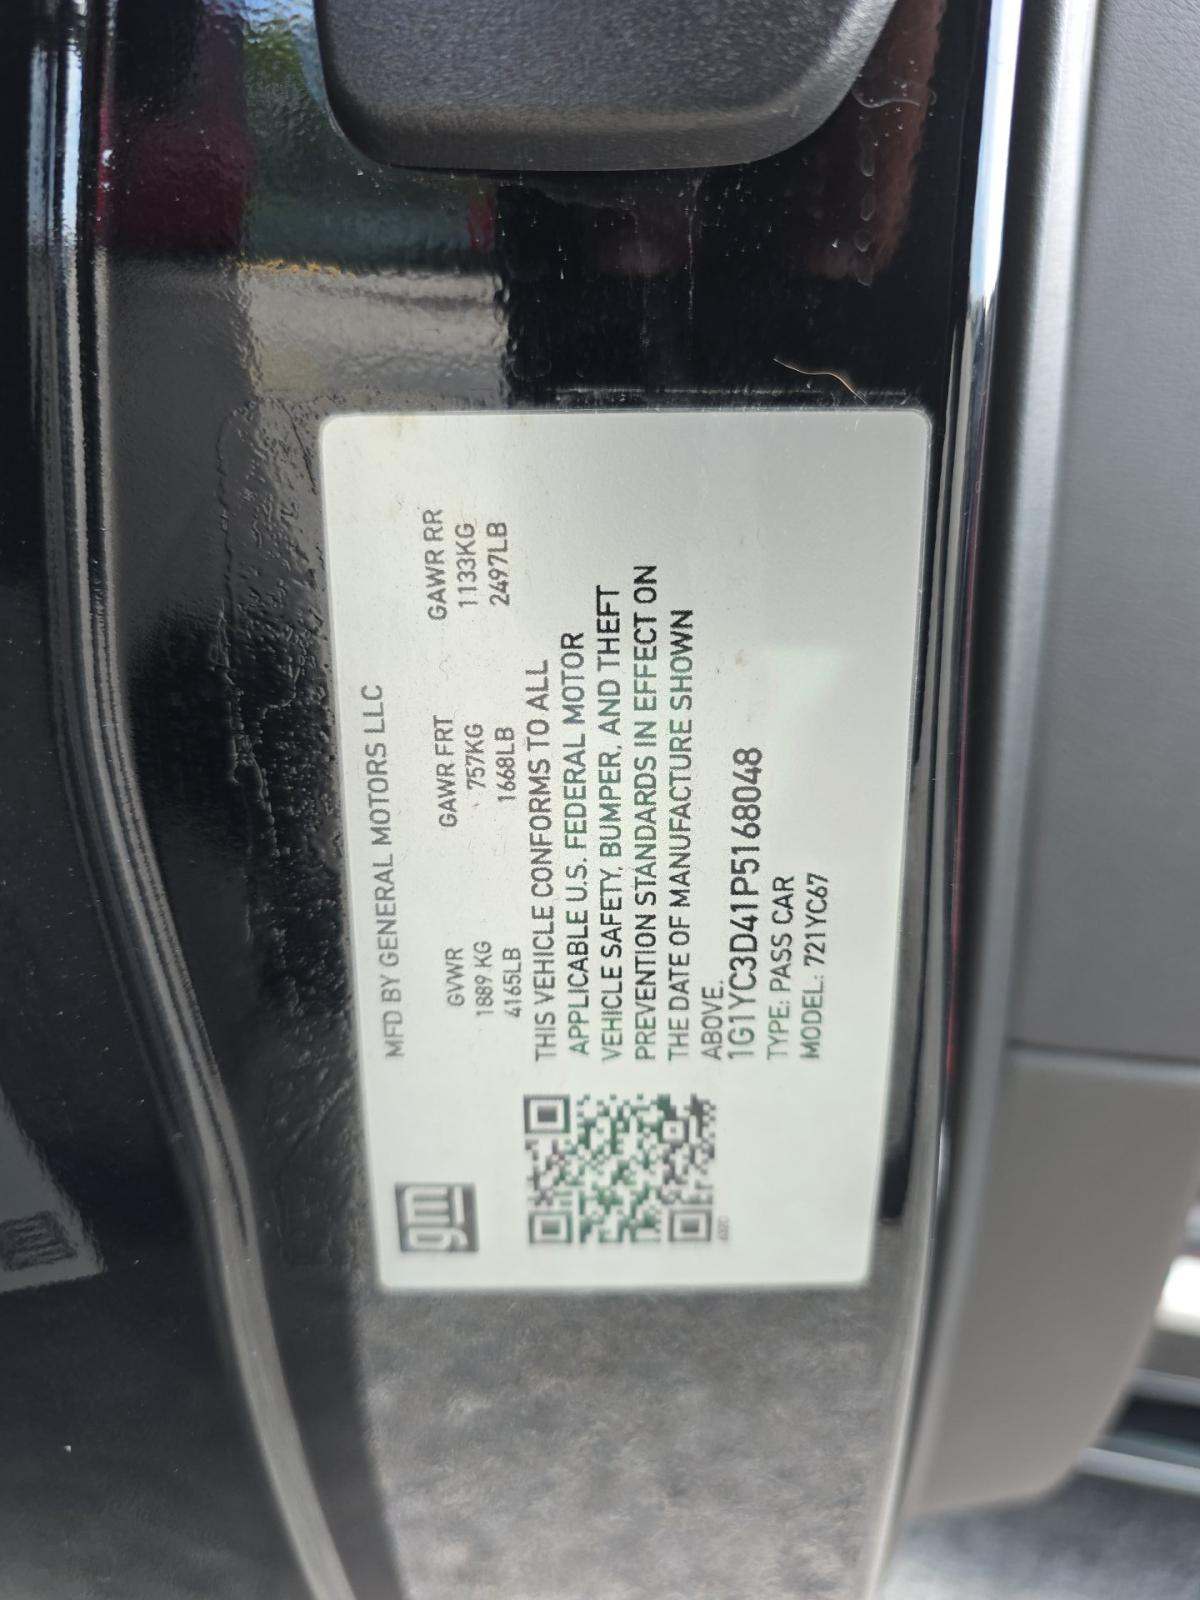 gm
MFD BY GENERAL MOTORS LLC
GVWR GAWR FRT GAWR RR
1889 KG 757KG 1133KG
4165LB 1668LB 2497LB
THIS VEHICLE CONFORMS TO ALL
APPLICABLE U.S. FEDERAL MOTOR
VEHICLE SAFETY, BUMPER, AND THEFT
PREVENTION STANDARDS IN EFFECT ON
THE DATE OF MANUFACTURE SHOWN
ABOVE.
1G1YC3D41P5168048
TYPE: PASS CAR
MODEL: 721YC67